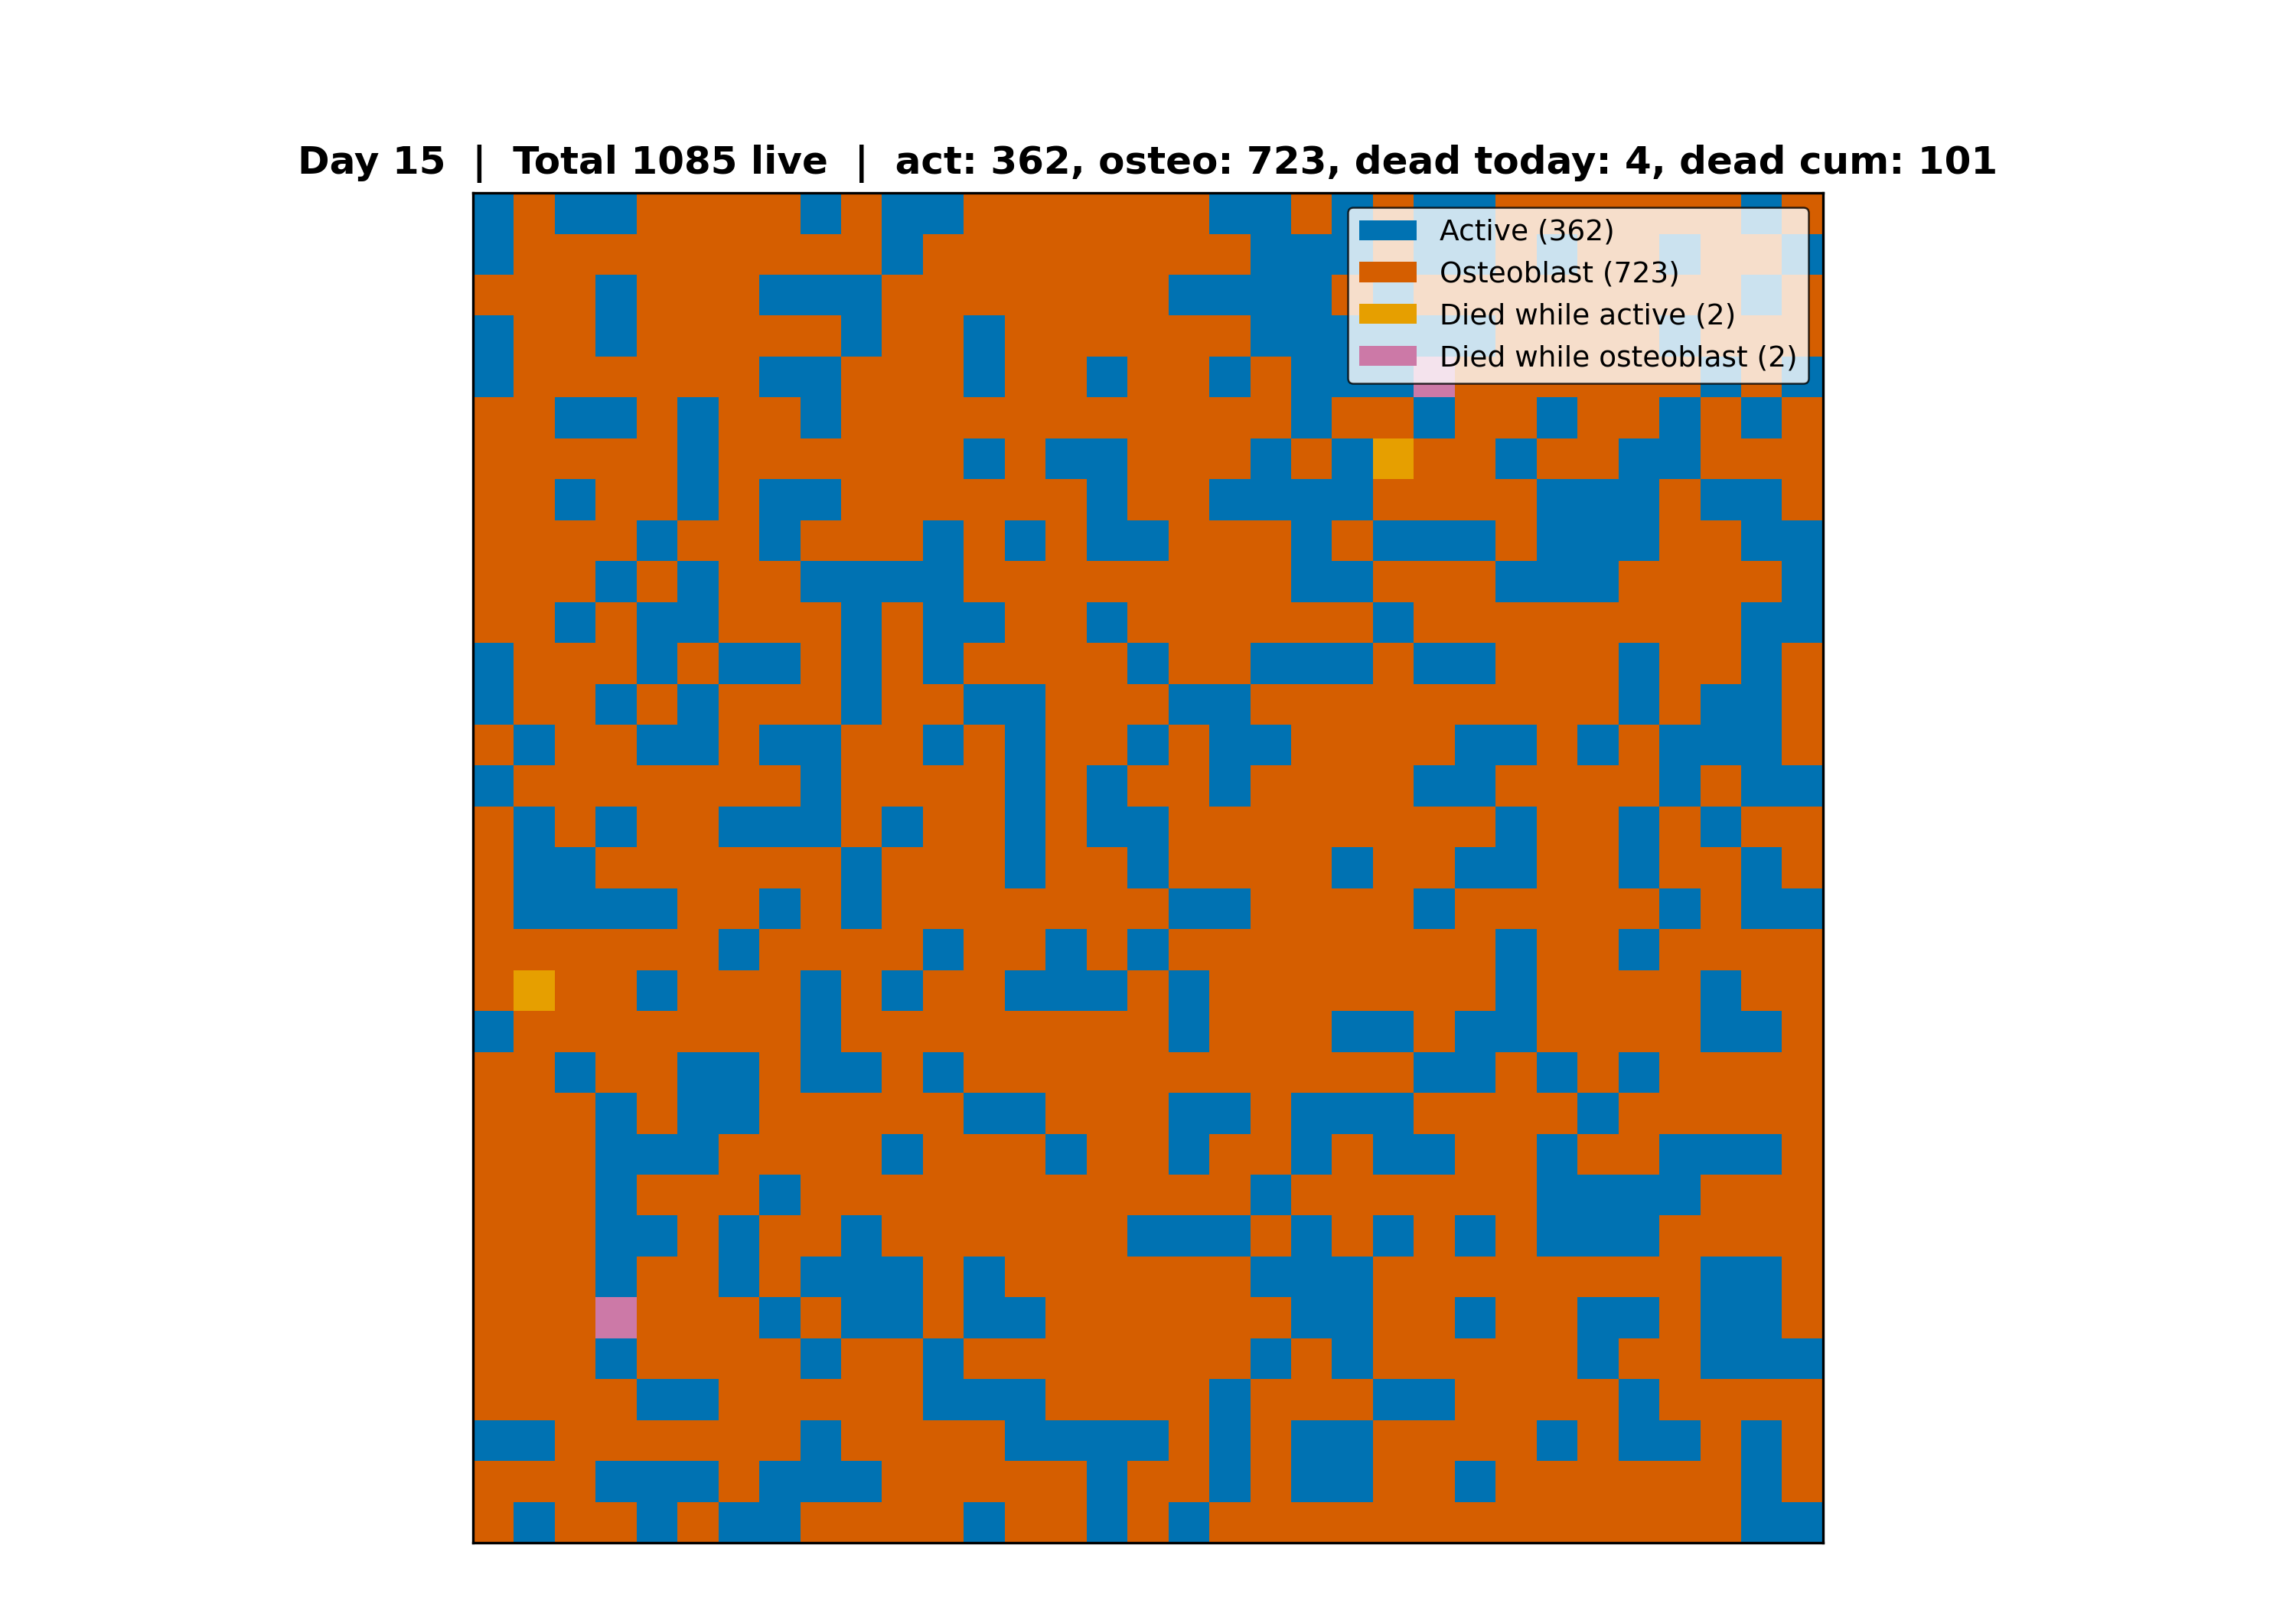 Day 15 | Total 1085 live | act: 362, osteo: 723, dead today: 4, dead cum: 101
Active (362)
Osteoblast (723)
Died while active (2)
Died while osteoblast (2)